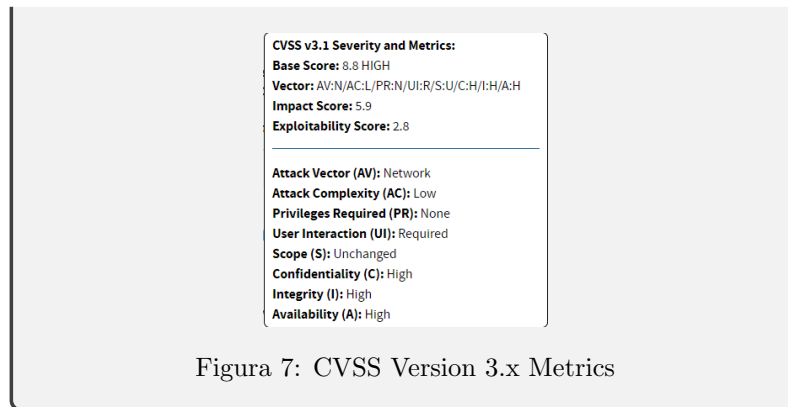 CVSS v3.1 Severity and Metrics:
Base Score: 8.8 HIGH
Vector: AV:N/AC:L/PR:N/UI:R/S:U/C:H/I:H/A:H
Impact Score: 5.9
Exploitability Score: 2.8
Attack Vector (AV): Network
Attack Complexity (AC): Low
Privileges Required (PR): None
User Interaction (UI): Required
Scope (S): Unchanged
Confidentiality (C): High
Integrity (I): High
Availability (A): High
Figura 7: CVSS Version 3.x Metrics